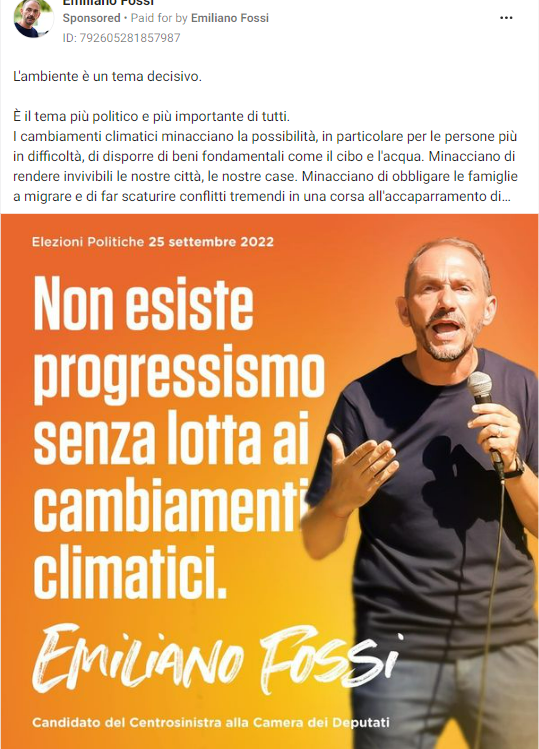 Emiliano Fossi
Sponsored • Paid for by Emiliano Fossi
ID: 792605281857987
L'ambiente è un tema decisivo.
È il tema più politico e più importante di tutti.
I cambiamenti climatici minacciano la possibilità, in particolare per le persone più
in difficoltà, di disporre di beni fondamentali come il cibo e l'acqua. Minacciano di
rendere invivibili le nostre città, le nostre case. Minacciano di obbligare le famiglie
a migrare e di far scaturire conflitti tremendi in una corsa all'accaparramento di...
Elezioni Politiche 25 settembre 2022
Non esiste
progressismo
senza lotta ai
cambiamenti
climatici.
EMILIANO FOSSI
Candidato del Centrosinistra alla Camera dei Deputati